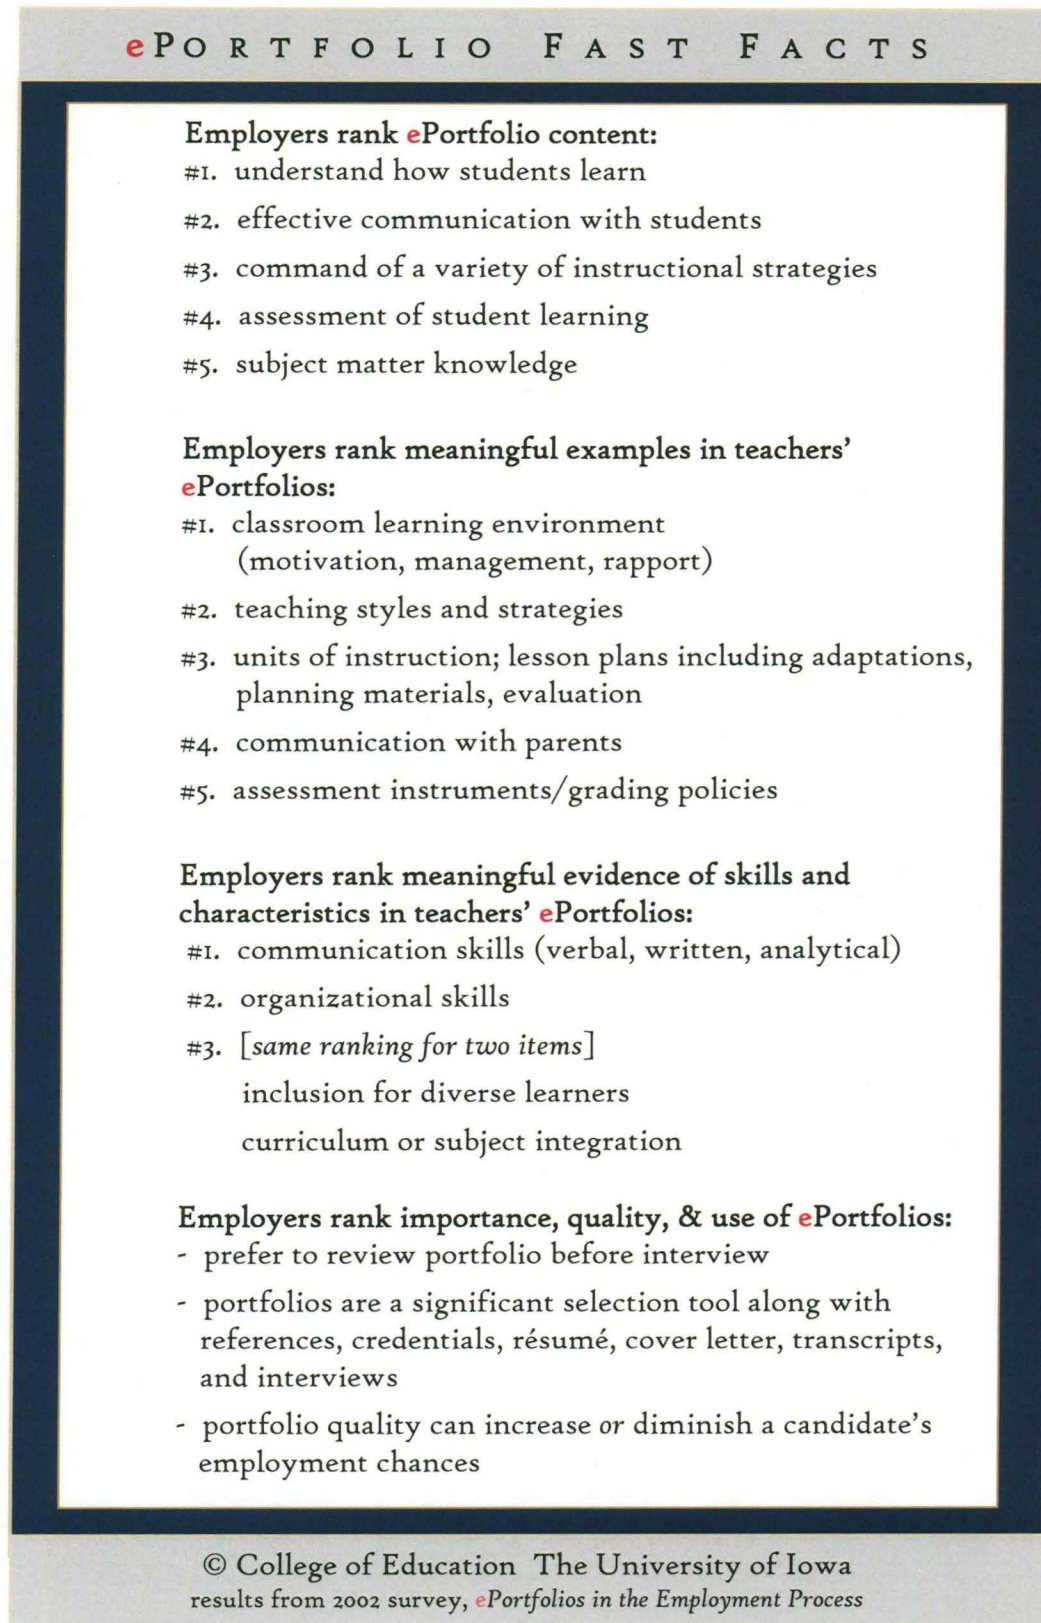 ePORTFOLIO FAST FACTS
Employers rank ePortfolio content:
#1. understand how students learn
#2. effective communication with students
#3. command of a variety of instructional strategies
#4. assessment of student learning
#5. subject matter knowledge
Employers rank meaningful examples in teachers'
ePortfolios:
#1. classroom learning environment
(motivation, management, rapport)
#2. teaching styles and strategies
#3. units of instruction; lesson plans including adaptations,
planning materials, evaluation
#4. communication with parents
#5. assessment instruments/grading policies
Employers rank meaningful evidence of skills and
characteristics in teachers' ePortfolios:
#1. communication skills (verbal, written, analytical)
#2. organizational skills
#3. [same ranking for two items]
inclusion for diverse learners
curriculum or subject integration
Employers rank importance, quality, & use of ePortfolios:
- prefer to review portfolio before interview
- portfolios are a significant selection tool along with
references, credentials, résumé, cover letter, transcripts,
and interviews
- portfolio quality can increase or diminish a candidate's
employment chances
© College of Education The University of Iowa
results from 2002 survey, ePortfolios in the Employment Process